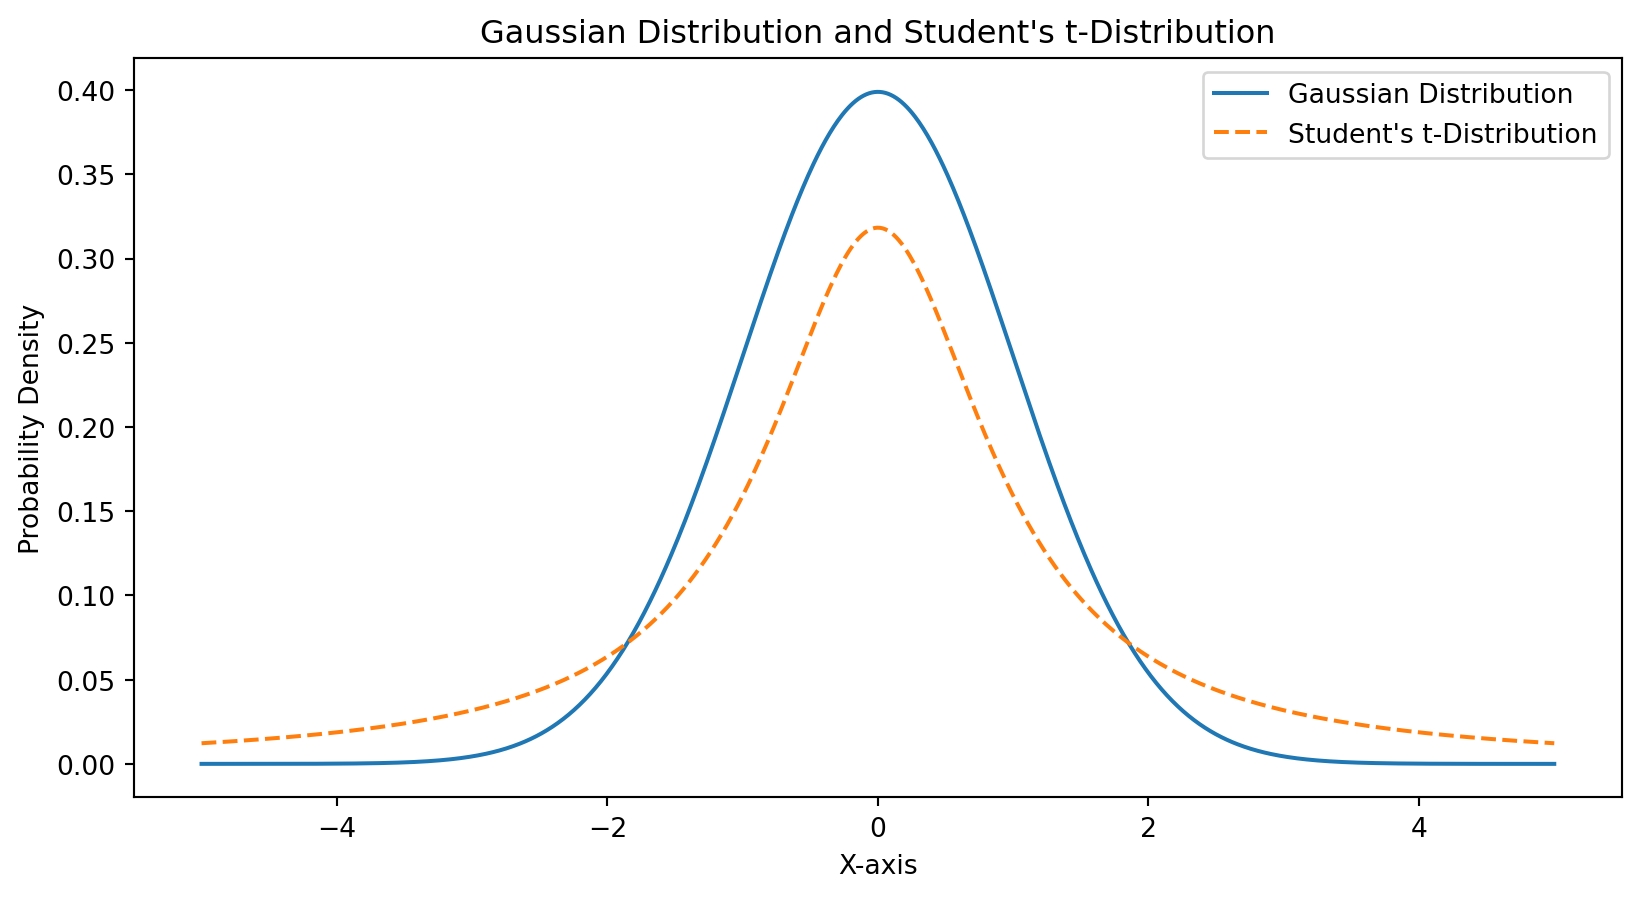 Gaussian Distribution and Student's t-Distribution
Gaussian Distribution
Student's t-Distribution
Probability Density
0.40
0.35
0.30
0.25
0.20
0.15
0.10
0.05
0.00
−4
−2
0
2
4
X-axis